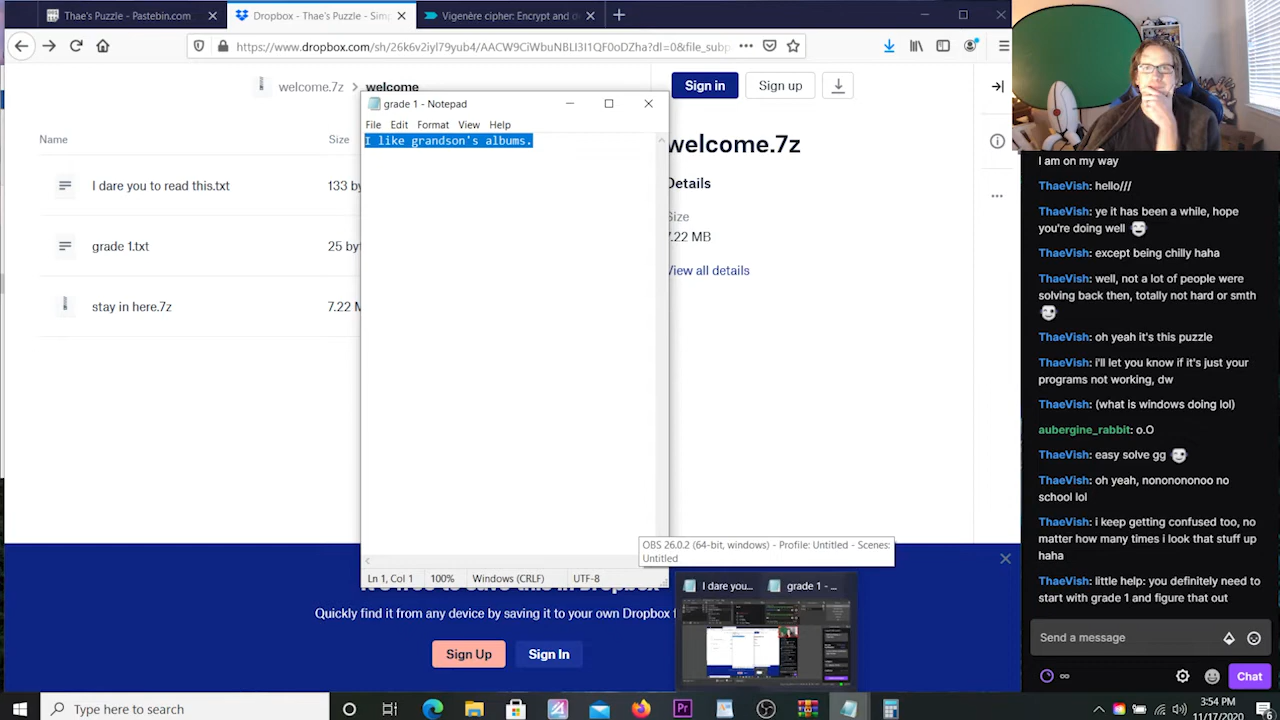 Thae's Puzzle - Pastebin.com
Dropbox - Thae's Puzzle - Sim
Vigenère cipher: Encrypt and d
https://www.dropbox.com/sh/26k6v2iyl79yub4/AACW9CiWbuNBLI3I1QF0oDZha?dl=0&file_subp
welcome.7z > welcome
Sign in
Sign up
grade 1 - Notepad
File Edit Format View Help
I like grandson's albums.
Name
Size
welcome.7z
I dare you to read this.txt
133 by
Details
Size
7.22 MB
grade 1.txt
25 by
View all details
stay in here.7z
7.22 M
OBS 26.0.2 (64-bit, windows) - Profile: Untitled - Scenes:
Untitled
Ln 1, Col 1
100%
Windows (CRLF)
UTF-8
I dare you...
grade 1 - ...
Quickly find it from any device by saving it to your own Dropbox
Sign Up
Sign In
I am on my way
ThaeVish: hello///
ThaeVish: ye it has been a while, hope
you're doing well
ThaeVish: except being chilly haha
ThaeVish: well, not a lot of people were
solving back then, totally not hard or smth
ThaeVish: oh yeah it's this puzzle
ThaeVish: i'll let you know if it's just your
programs not working, dw
ThaeVish: (what is windows doing lol)
aubergine_rabbit: o.O
ThaeVish: easy solve gg
ThaeVish: oh yeah, nonononoonoo no
school lol
ThaeVish: i keep getting confused too, no
matter how many times i look that stuff up
haha
ThaeVish: little help: you definitely need to
start with grade 1 and figure that out
Send a message
Chat
Type here to search
3:54 PM
11/17/20